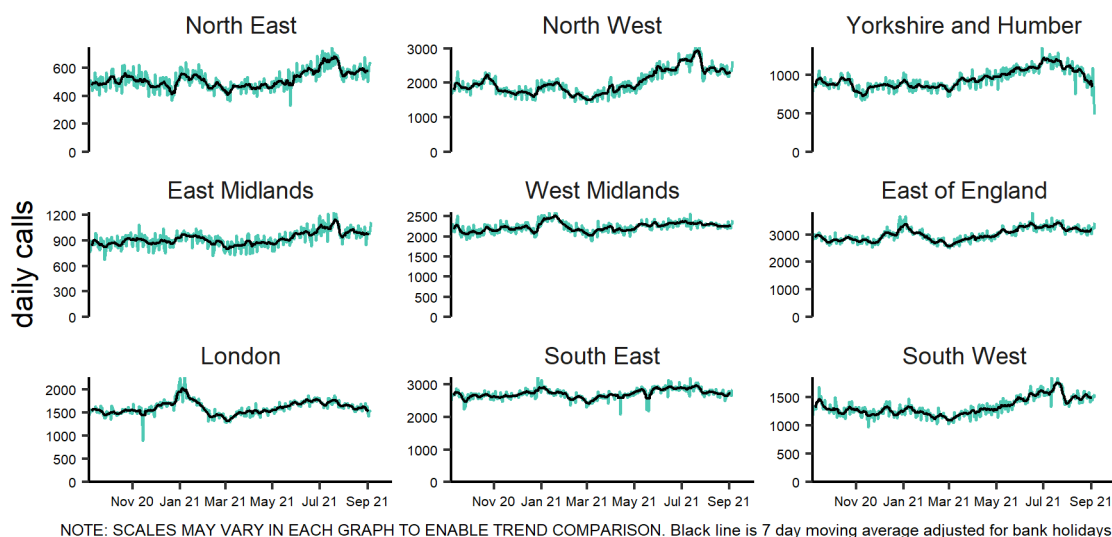 North East North West Yorkshire and Humber
600 3000 1000
400 2000 500
200 1000 0
0 0
East Midlands West Midlands East of England
1200 2500 3000
900 2000 2000
600 1500 1000
300 1000 0
0 500
0
daily calls
London South East South West
2000 3000 1500
1500 2000 1000
1000 1000 500
500 0 0
0
Nov 20 Jan 21 Mar 21 May 21 Jul 21 Sep 21 Nov 20 Jan 21 Mar 21 May 21 Jul 21 Sep 21 Nov 20 Jan 21 Mar 21 May 21 Jul 21 Sep 21
NOTE: SCALES MAY VARY IN EACH GRAPH TO ENABLE TREND COMPARISON. Black line is 7 day moving average adjusted for bank holidays